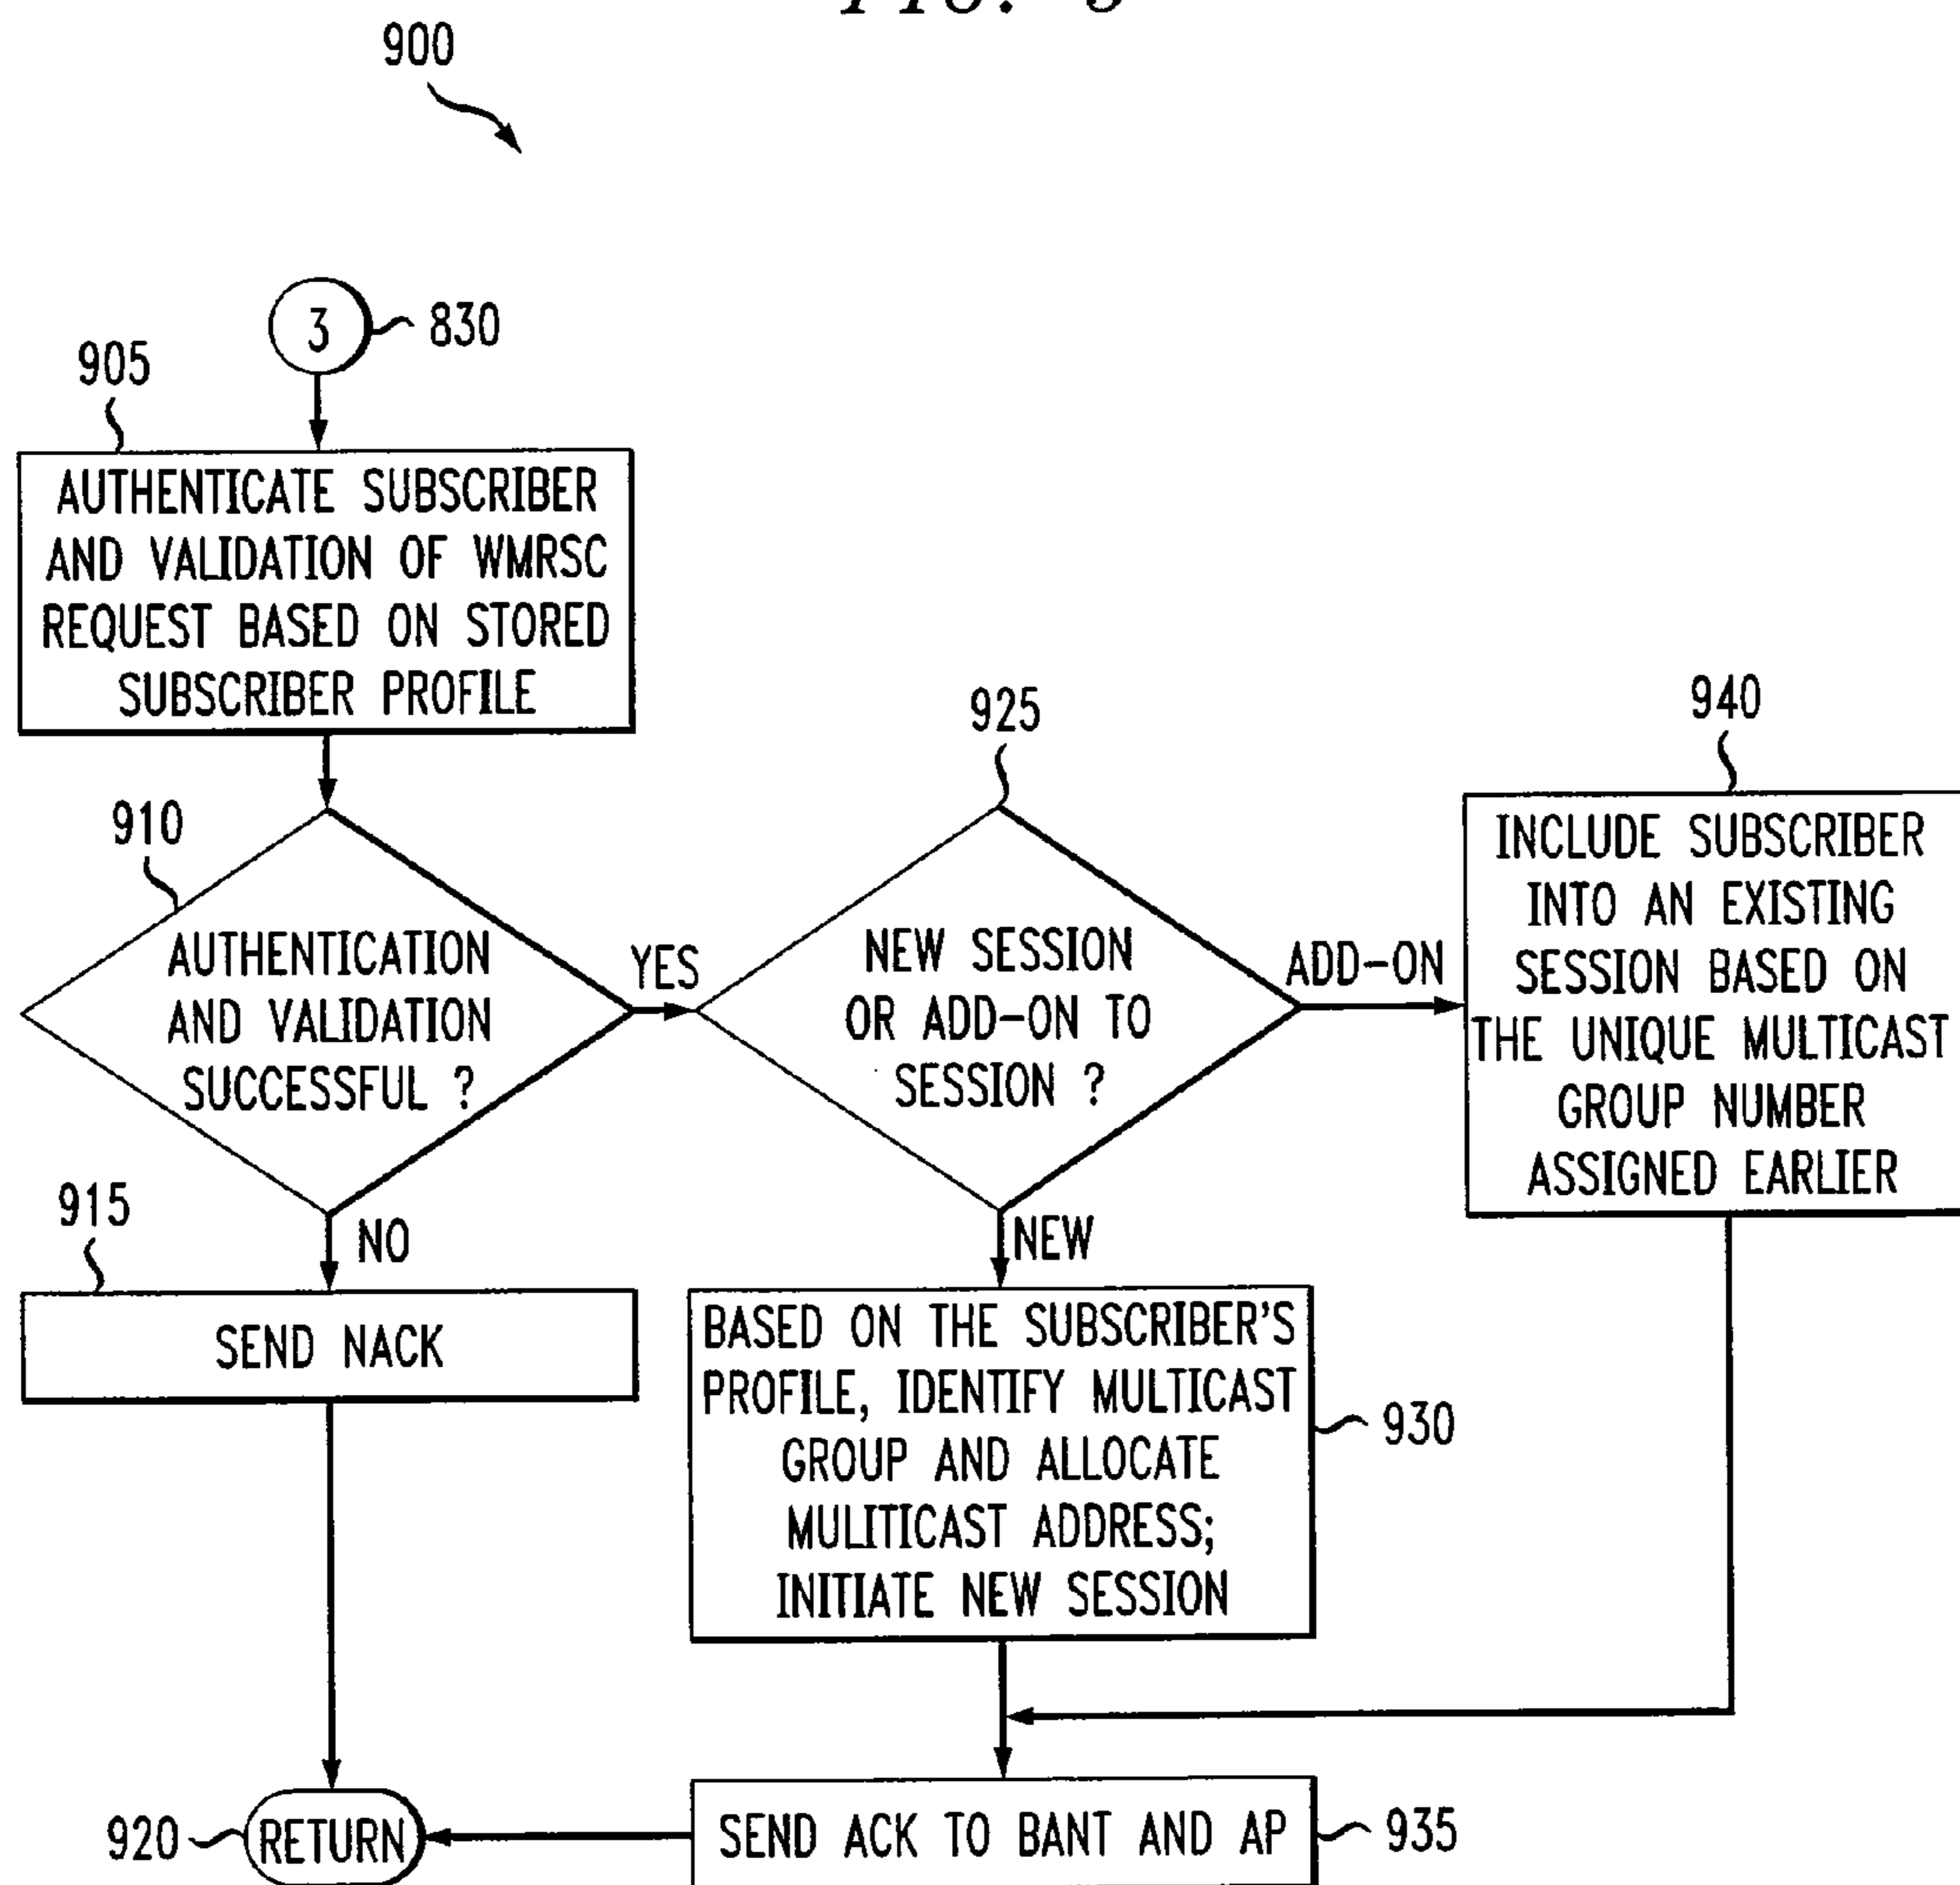 900
3
830
905
AUTHENTICATE SUBSCRIBER
AND VALIDATION OF WMRSC
REQUEST BASED ON STORED
SUBSCRIBER PROFILE
910
AUTHENTICATION
AND VALIDATION
SUCCESSFUL ?
YES
925
NEW SESSION
OR ADD-ON TO
SESSION ?
ADD-ON
940
INCLUDE SUBSCRIBER
INTO AN EXISTING
SESSION BASED ON
THE UNIQUE MULTICAST
GROUP NUMBER
ASSIGNED EARLIER
NO
915
SEND NACK
NEW
BASED ON THE SUBSCRIBER'S
PROFILE, IDENTIFY MULTICAST
GROUP AND ALLOCATE
MULITICAST ADDRESS;
INITIATE NEW SESSION
930
920
RETURN
SEND ACK TO BANT AND AP
935